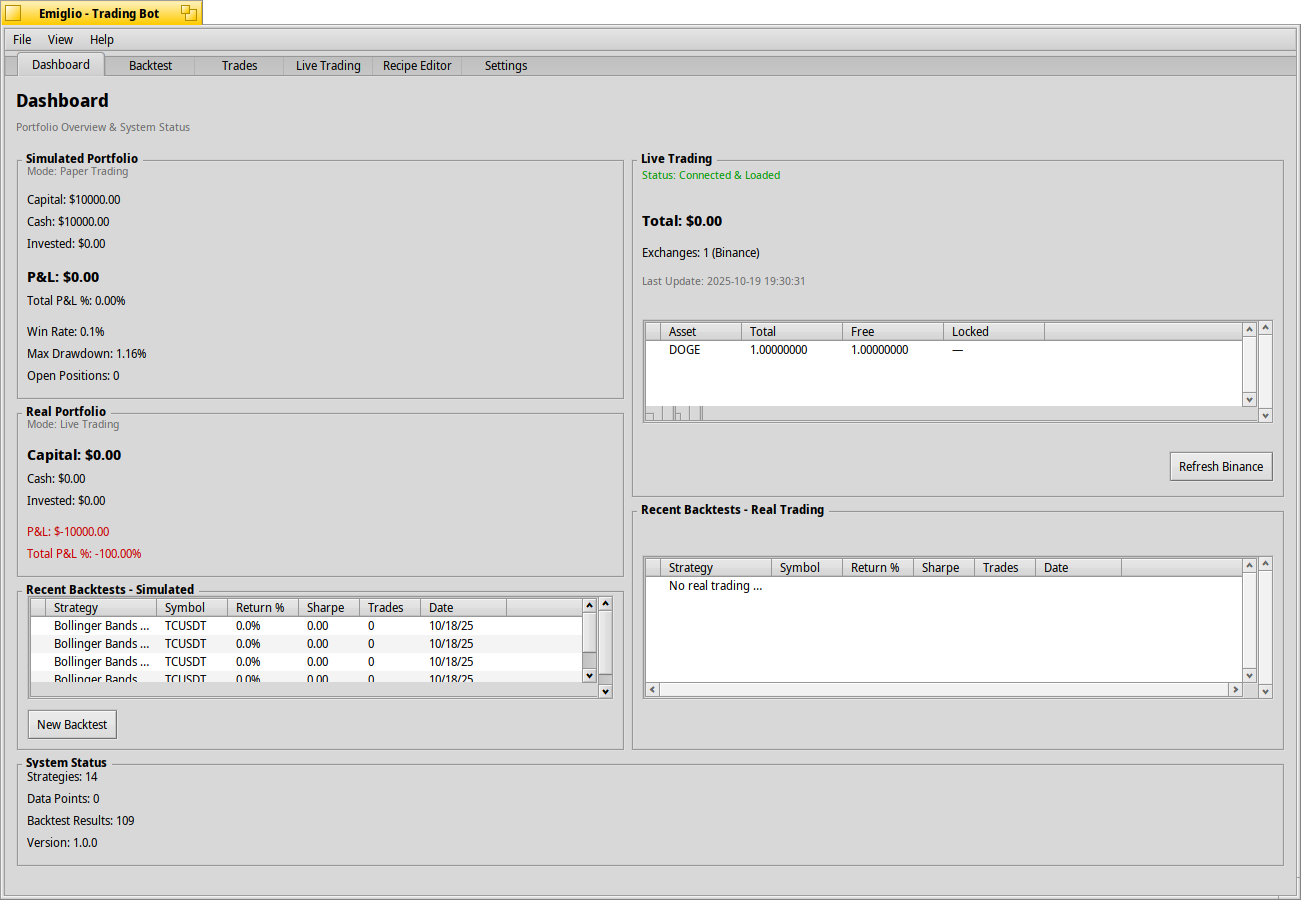 Emiglio - Trading Bot
File View Help
Dashboard Backtest Trades Live Trading Recipe Editor Settings
Dashboard
Portfolio Overview & System Status
Simulated Portfolio
Mode: Paper Trading
Capital: $10000.00
Cash: $10000.00
Invested: $0.00
P&L: $0.00
Total P&L %: 0.00%
Win Rate: 0.1%
Max Drawdown: 1.16%
Open Positions: 0
Real Portfolio
Mode: Live Trading
Capital: $0.00
Cash: $0.00
Invested: $0.00
P&L: $-10000.00
Total P&L %: -100.00%
Recent Backtests - Simulated
Strategy Symbol Return % Sharpe Trades Date
Bollinger Bands ... TCUSDT 0.0% 0.00 0 10/18/25
Bollinger Bands ... TCUSDT 0.0% 0.00 0 10/18/25
Bollinger Bands ... TCUSDT 0.0% 0.00 0 10/18/25
Bollinger Bands ... TCUSDT 0.0% 0.00 0 10/18/25
New Backtest
Live Trading
Status: Connected & Loaded
Total: $0.00
Exchanges: 1 (Binance)
Last Update: 2025-10-19 19:30:31
Asset Total Free Locked
DOGE 1.00000000 1.00000000 —
Refresh Binance
Recent Backtests - Real Trading
Strategy Symbol Return % Sharpe Trades Date
No real trading ...
System Status
Strategies: 14
Data Points: 0
Backtest Results: 109
Version: 1.0.0